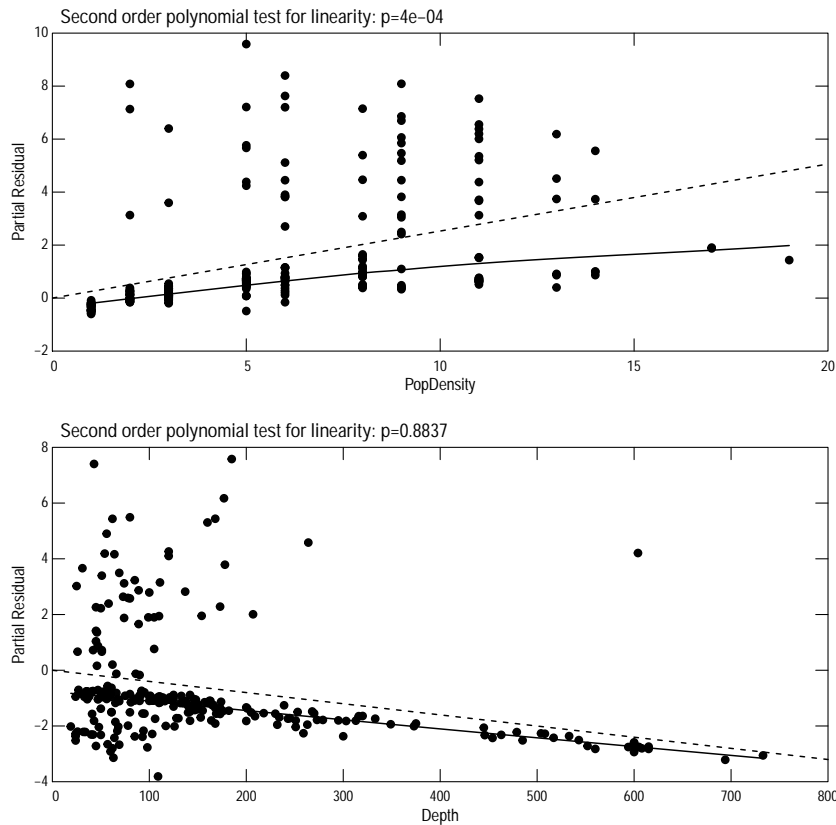 Second order polynomial test for linearity: p=4e−04
10
8
6
4
2
0
−2
Partial Residual
0 5 10 15 20
PopDensity
Second order polynomial test for linearity: p=0.8837
8
6
4
2
0
−2
−4
Partial Residual
0 100 200 300 400 500 600 700 800
Depth